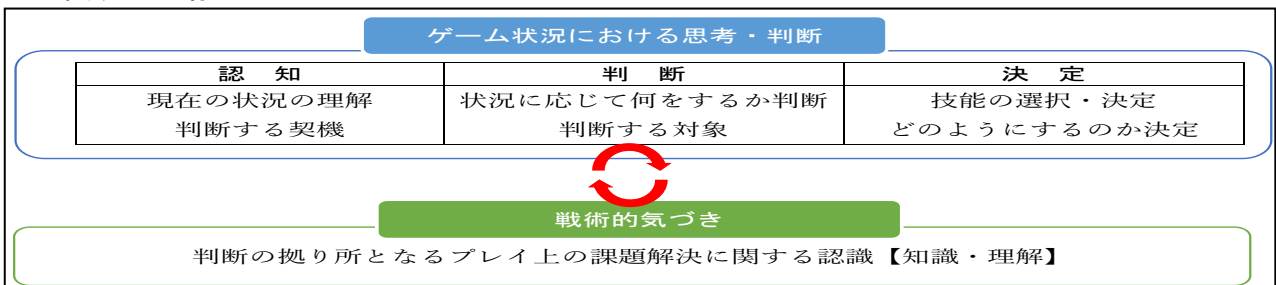 ゲーム状況における思考・判断
認 知 判 断 決 定
現在の状況の理解 状況に応じて何をするか判断 技能の選択・決定
判断する契機 判断する対象 どのようにするのか決定
戦術的気づき
判断の拠り所となるプレイ上の課題解決に関する認識【知識・理解】